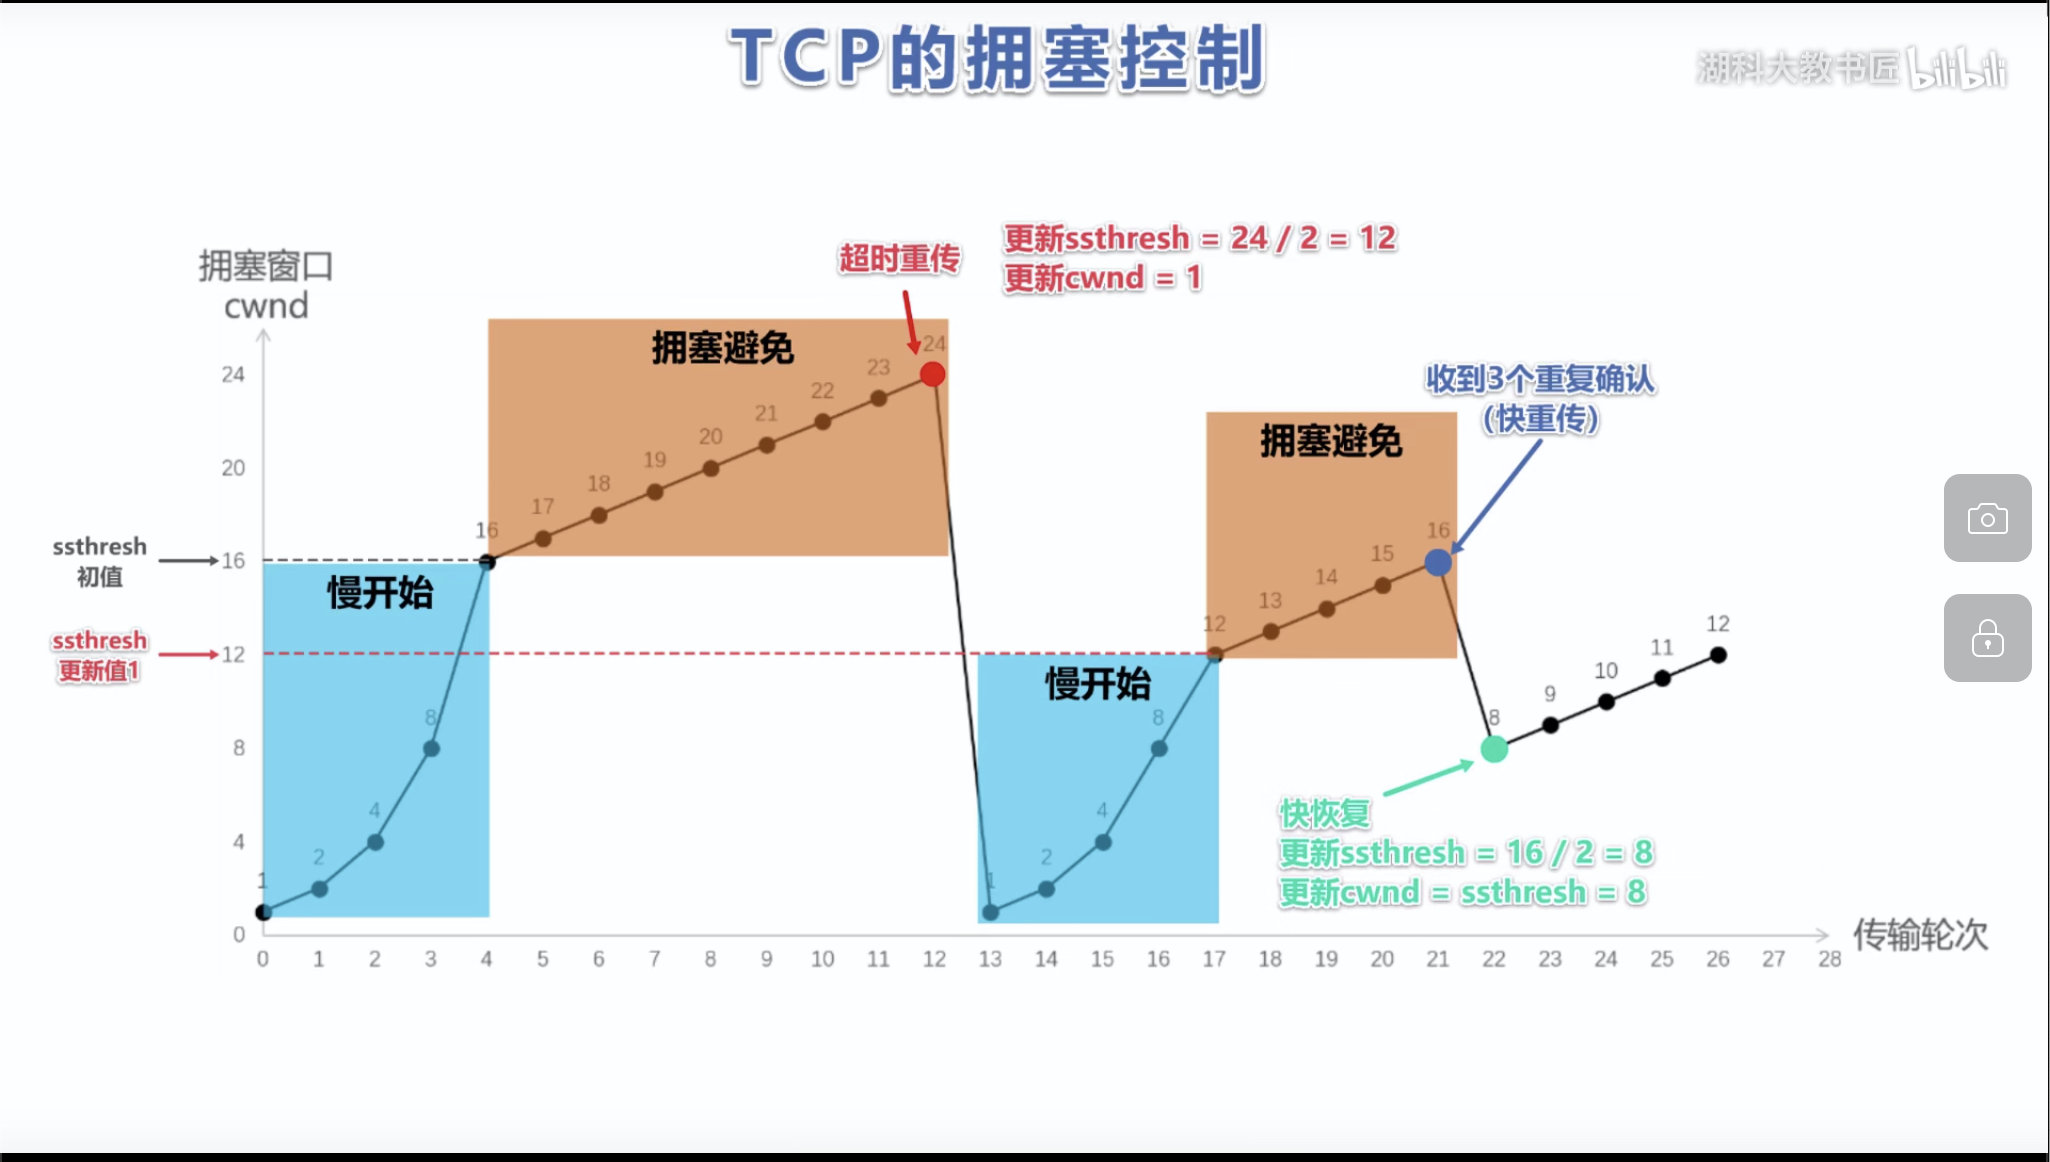 TCP的拥塞控制
湖科大教书匠 bilibili
超时重传
更新ssthresh = 24 / 2 = 12
更新cwnd = 1
拥塞窗口
cwnd
拥塞避免
24
24
23
22
21
20
19
18
17
16
20
收到3个重复确认
(快重传)
拥塞避免
16
15
14
13
12
ssthresh
初值
16
慢开始
ssthresh
更新值1
12
慢开始
8
8
4
2
1
8
4
2
1
12
11
10
9
8
4
0
快恢复
更新ssthresh = 16 / 2 = 8
更新cwnd = ssthresh = 8
0 1 2 3 4 5 6 7 8 9 10 11 12 13 14 15 16 17 18 19 20 21 22 23 24 25 26 27 28
传输轮次